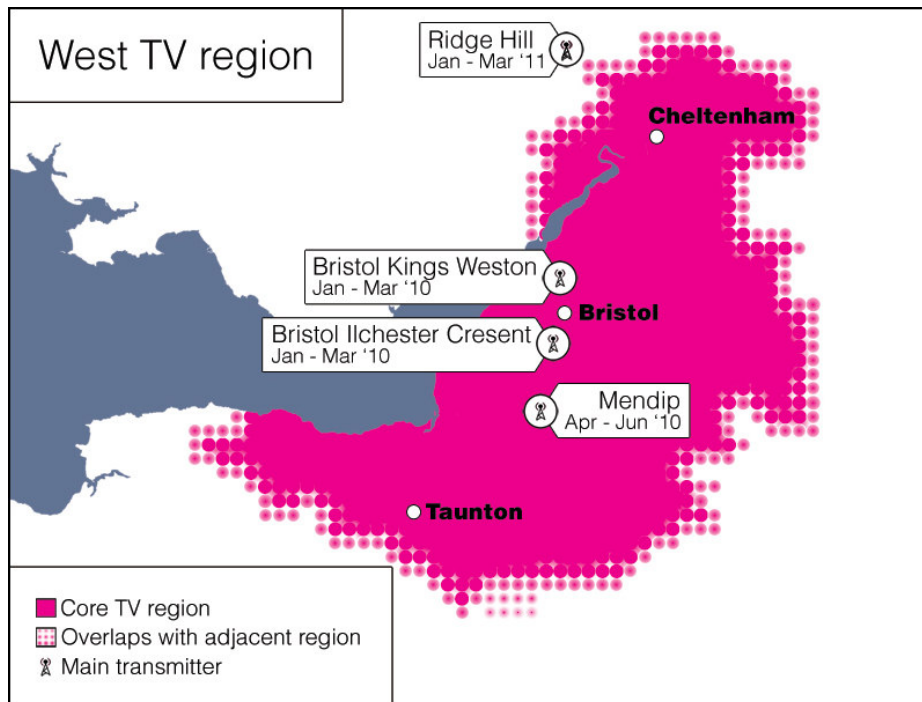 West TV region
Ridge Hill
Jan - Mar ‘11
Cheltenham
Bristol Kings Weston
Jan - Mar ‘10
Bristol
Bristol Ilchester Cresent
Jan - Mar ‘10
Mendip
Apr - Jun ‘10
Taunton
Core TV region
Overlaps with adjacent region
Main transmitter